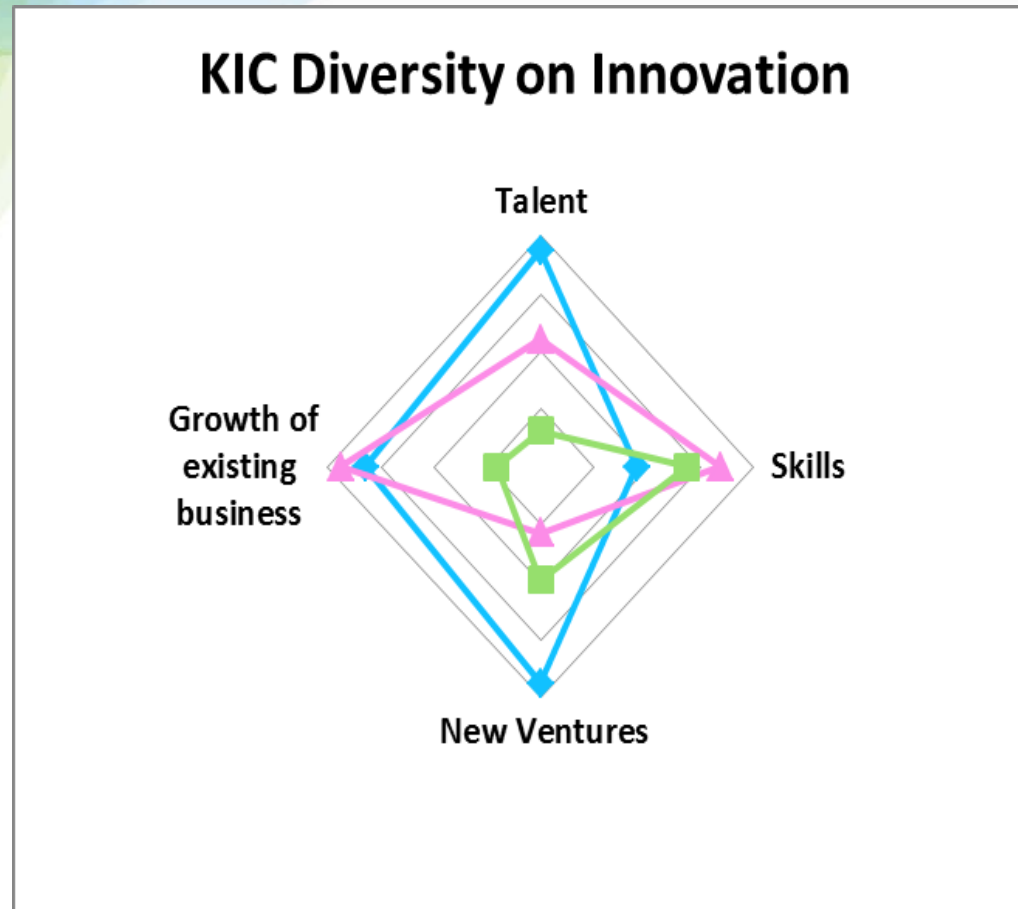 KIC Diversity on Innovation
Talent
Growth of
existing
business
Skills
New Ventures